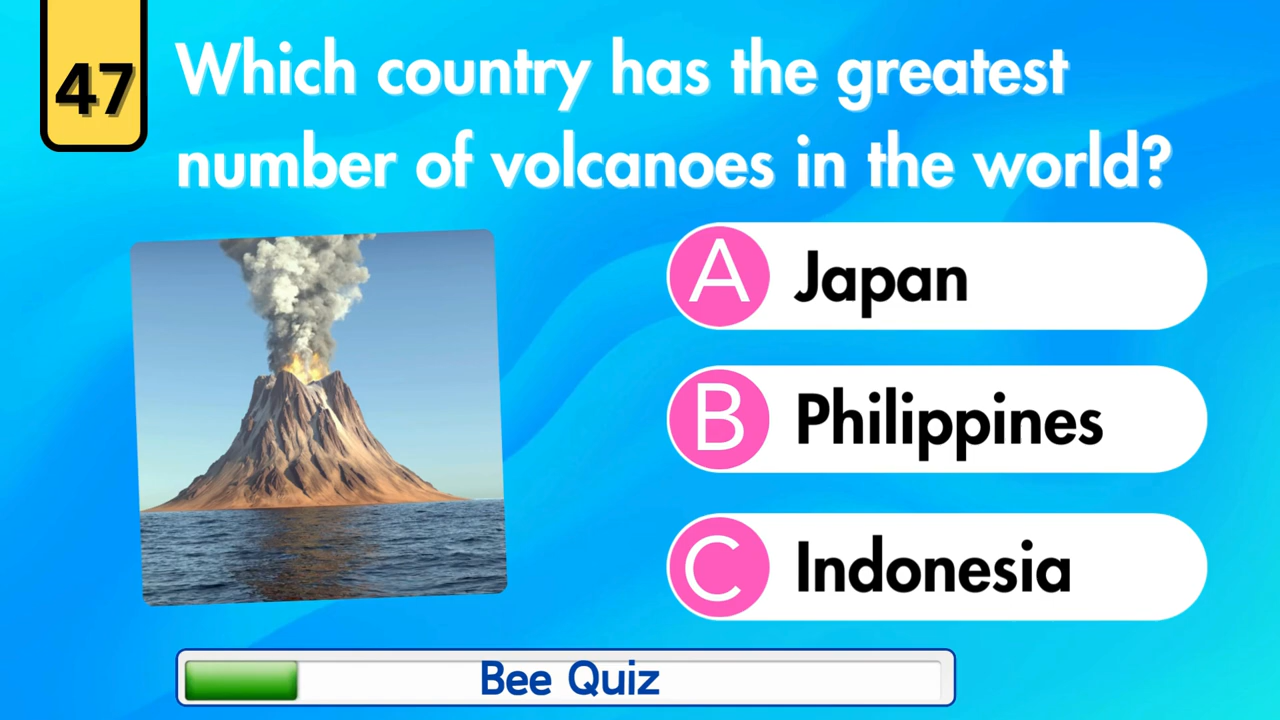 47
Which country has the greatest
number of volcanoes in the world?
A Japan
B Philippines
C Indonesia
Bee Quiz